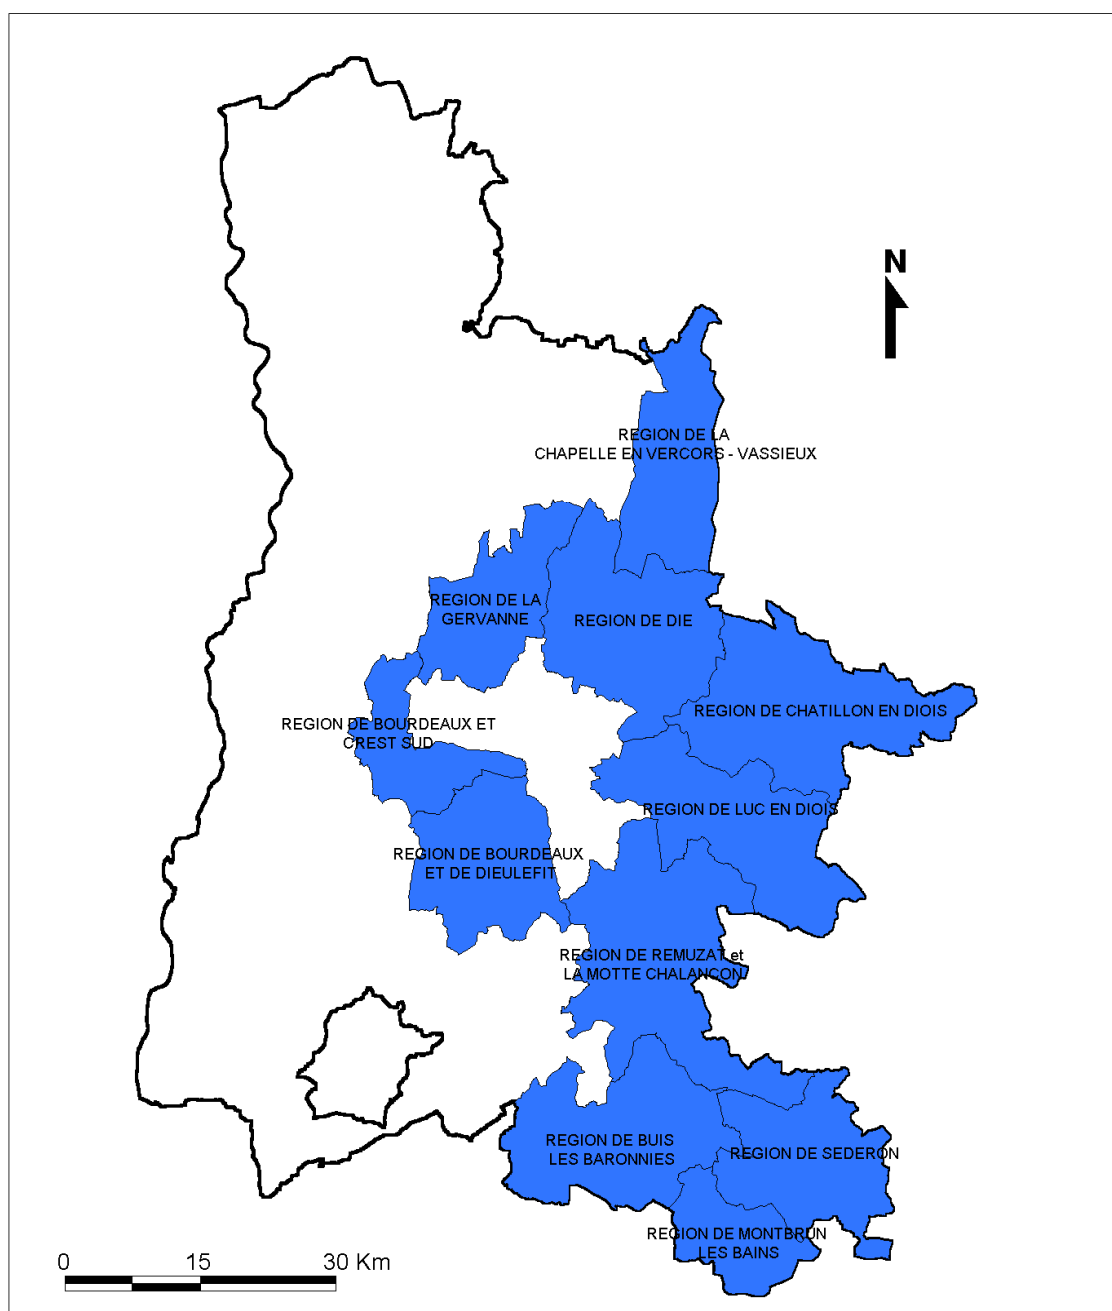 N
REGION DE LA
CHAPELLE EN VERCORS - VASSIEUX
REGION DE LA
GERVANNE
REGION DE DIE
REGION DE CHATILLON EN DIOIS
REGION DE BOURDEAUX ET
CREST SUD
REGION DE LUC EN DIOIS
REGION DE BOURDEAUX
ET DE DIEULEFIT
REGION DE REMUZAT et
LA MOTTE CHALANCON
REGION DE BUIS
LES BARONNIES
REGION DE SEDERON
REGION DE MONTBRUN
LES BAINS
0 15 30 Km